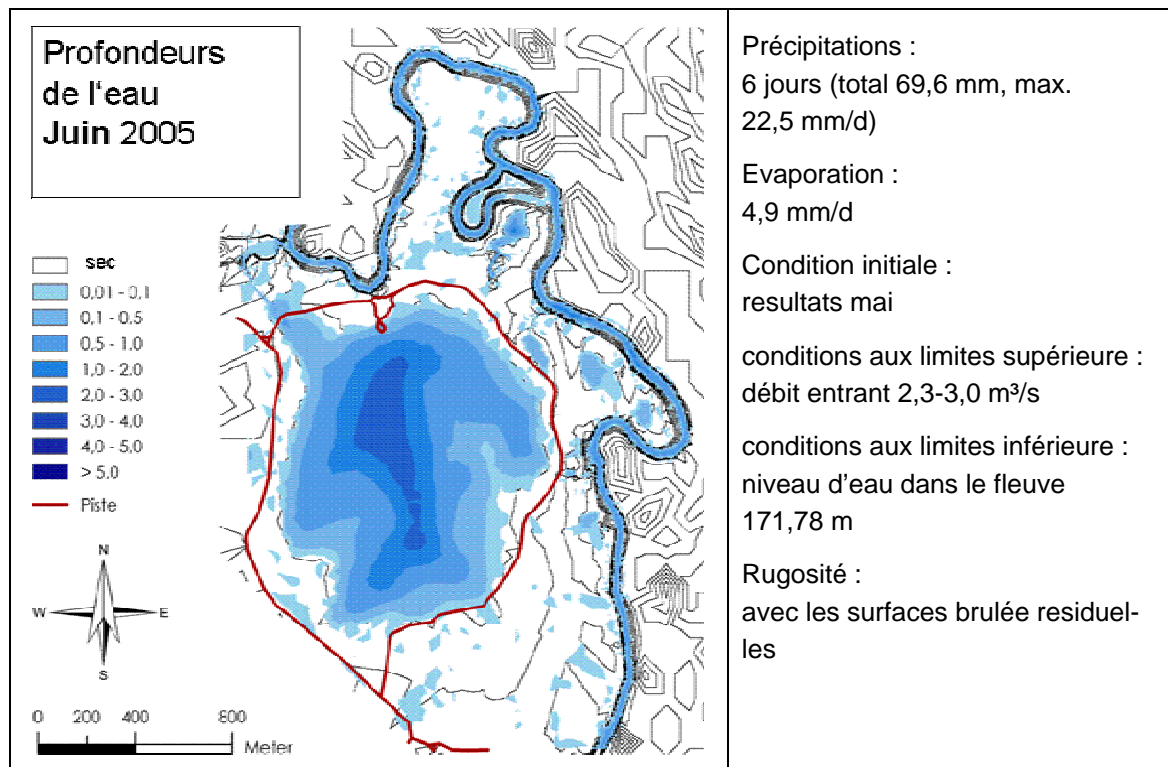 Profondeurs
de l'eau
Juin 2005
sec
0.01 - 0.1
0.1 - 0.5
0.5 - 1.0
1,0 - 2.0
2.0 - 3.0
3,0 - 4.0
4,0 - 5,0
> 5.0
Piste
N
W E
S
0 200 400 800
Meter
Précipitations :
6 jours (total 69,6 mm, max.
22,5 mm/d)
Evaporation :
4,9 mm/d
Condition initiale :
resultats mai
conditions aux limites supérieure :
débit entrant 2,3-3,0 m³/s
conditions aux limites inférieure :
niveau d'eau dans le fleuve
171,78 m
Rugosité :
avec les surfaces brulée residuel-
les